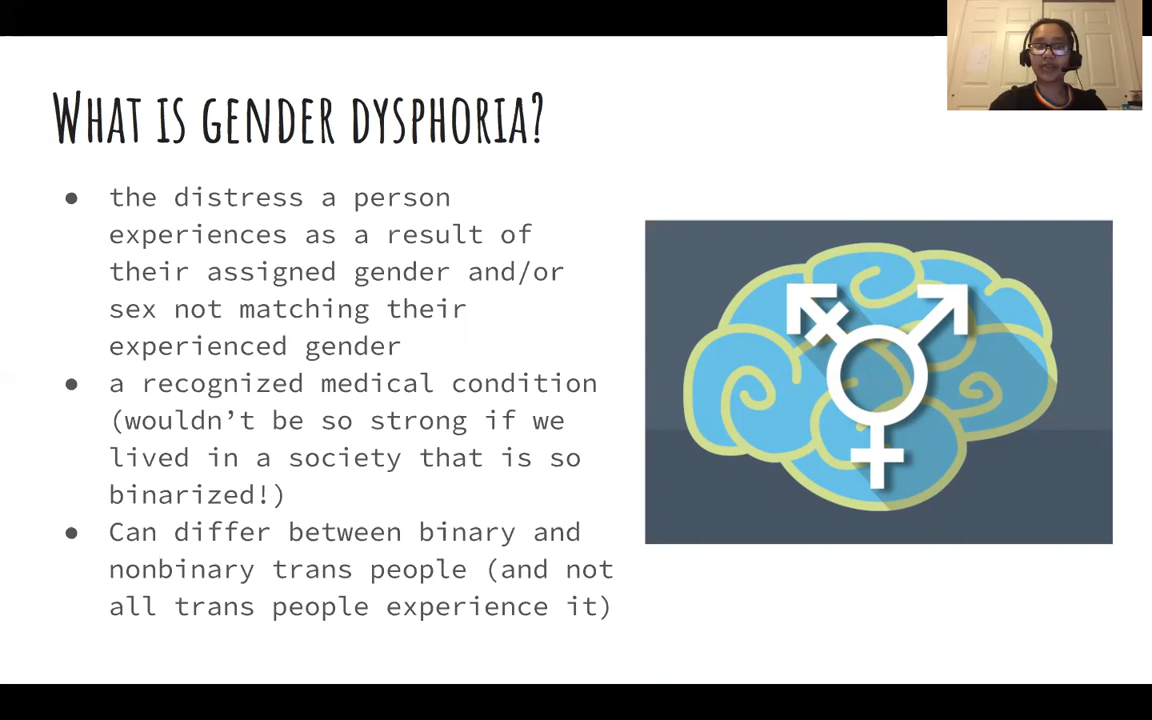 WHAT IS GENDER DYSPHORIA?
● the distress a person
experiences as a result of
their assigned gender and/or
sex not matching their
experienced gender
● a recognized medical condition
(wouldn't be so strong if we
lived in a society that is so
binarized!)
● Can differ between binary and
nonbinary trans people (and not
all trans people experience it)